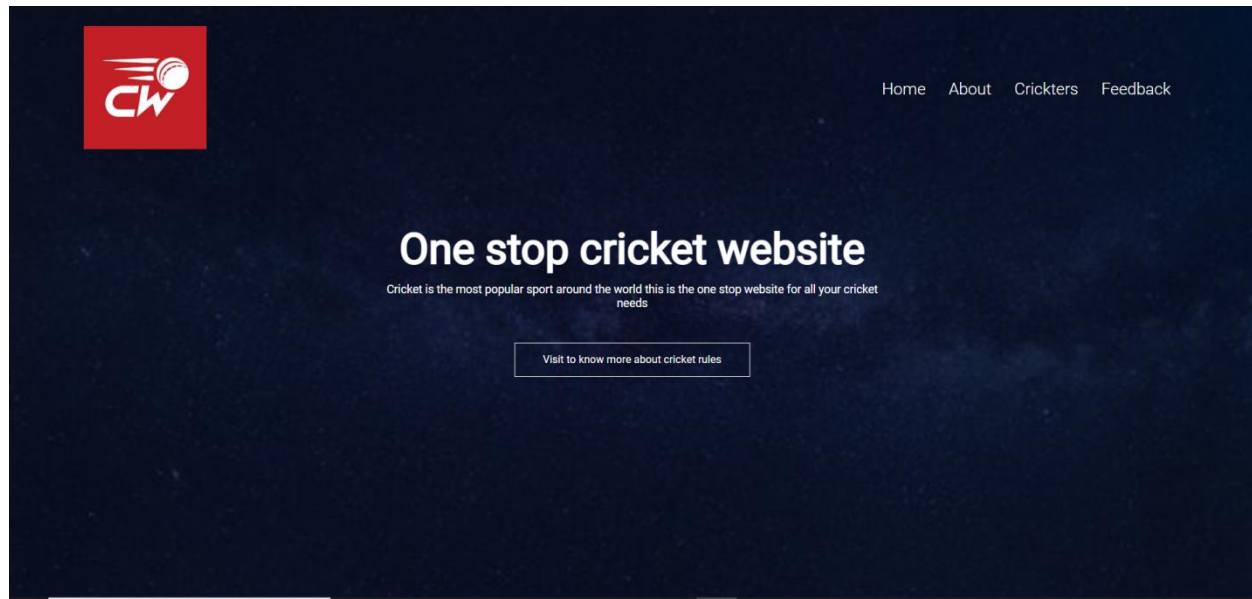 CW
Home About Crickters Feedback
One stop cricket website
Cricket is the most popular sport around the world this is the one stop website for all your cricket
needs
Visit to know more about cricket rules